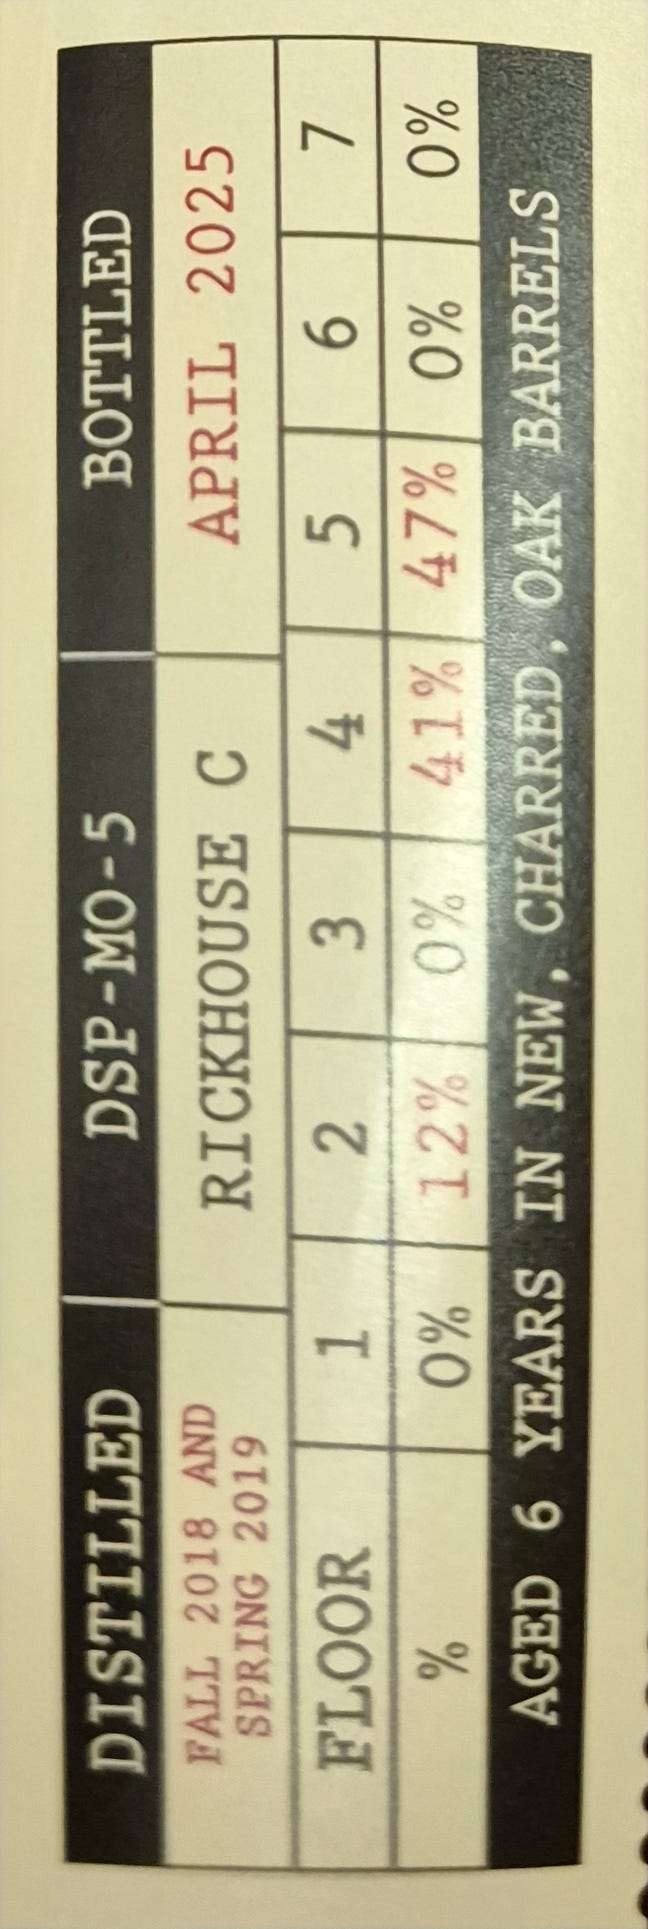 DISTILLED DSP-MO-5 BOTTLED
FALL 2018 AND
SPRING 2019
RICKHOUSE C
APRIL 2025
FLOOR 1 2 3 4 5 6 7
% 0% 12% 0% 41% 47% 0% 0%
AGED 6 YEARS IN NEW, CHARRED, OAK BARRELS